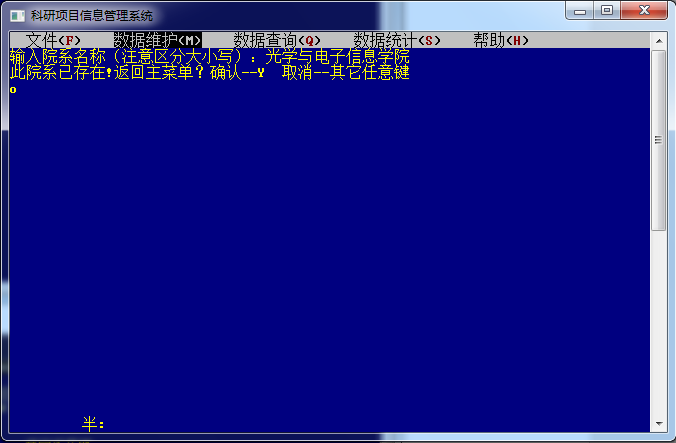 科研项目信息管理系统
文件(F) 数据维护(M) 数据查询(Q) 数据统计(S) 帮助(H)
输入院系名称（注意区分大小写）：光学与电子信息学院
此院系已存在!返回主菜单？确认--Y 取消--其它任意键
o
半: